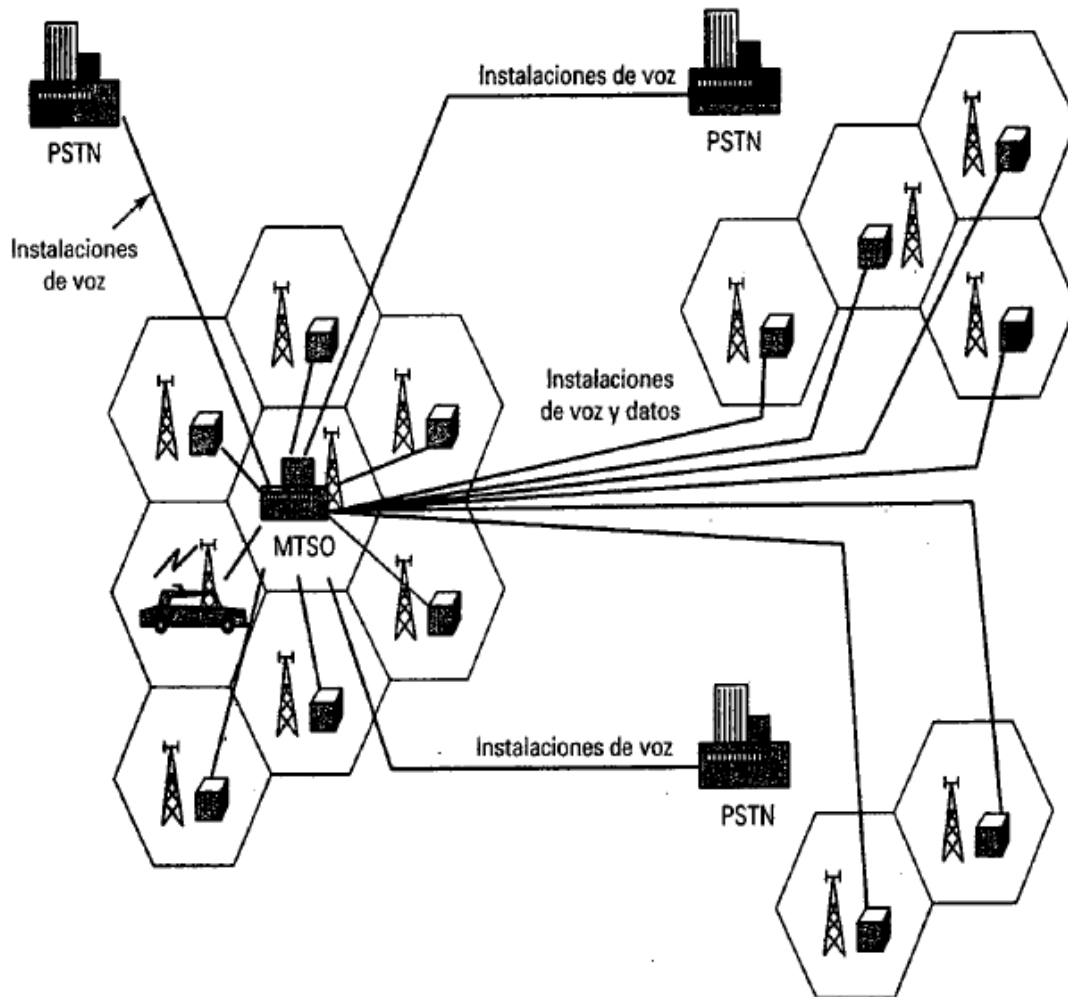 Instalaciones de voz
PSTN
PSTN
Instalaciones
de voz
Instalaciones
de voz y datos
MTSO
Instalaciones de voz
PSTN